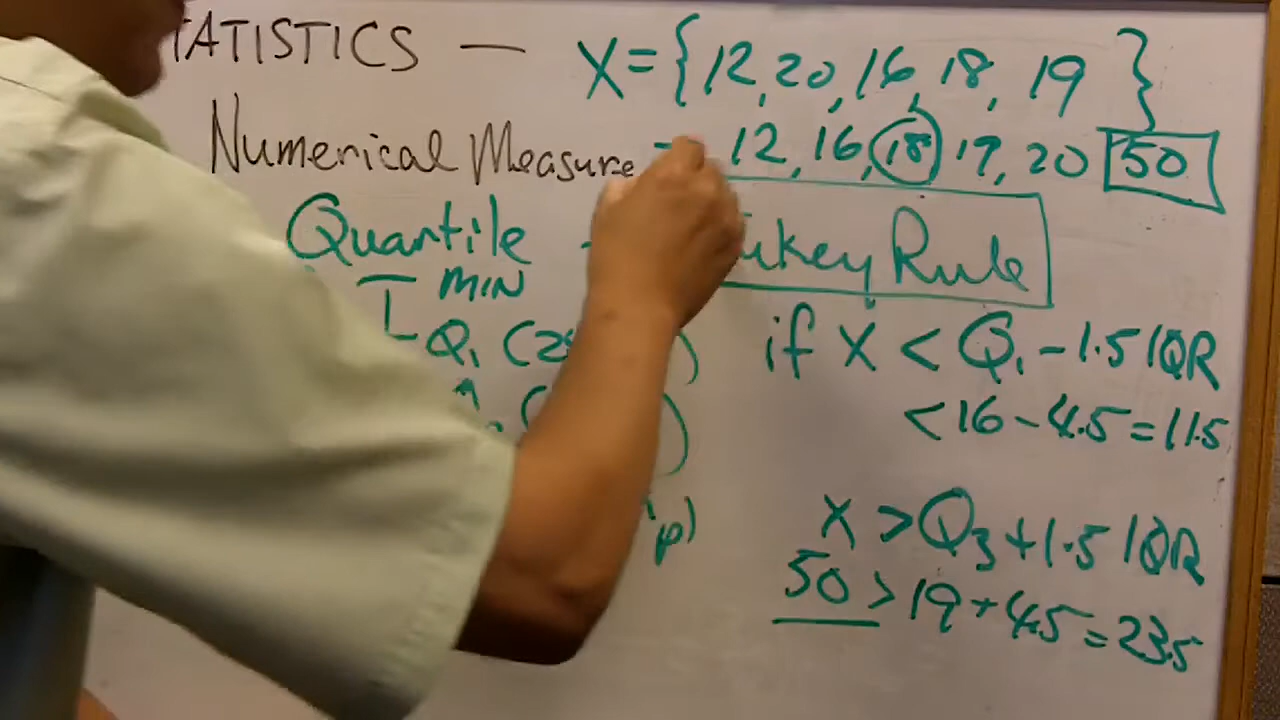 TATISTICS — X = { 12, 20, 16, 18, 19 }
Numerical Measure 12, 16, 18, 19, 20 50
Quantile - ukey Rule
MIN
if X < Q1 - 1.5 IQR
Q1 (2
< 16 - 4.5 = 11.5
X > Q3 + 1.5 IQR
50 > 19 + 4.5 = 23.5